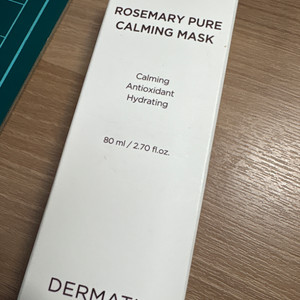 ROSEMARY PURE
CALMING MASK
Calming
Antioxidant
Hydrating
80 ml / 2.70 fl.oz.